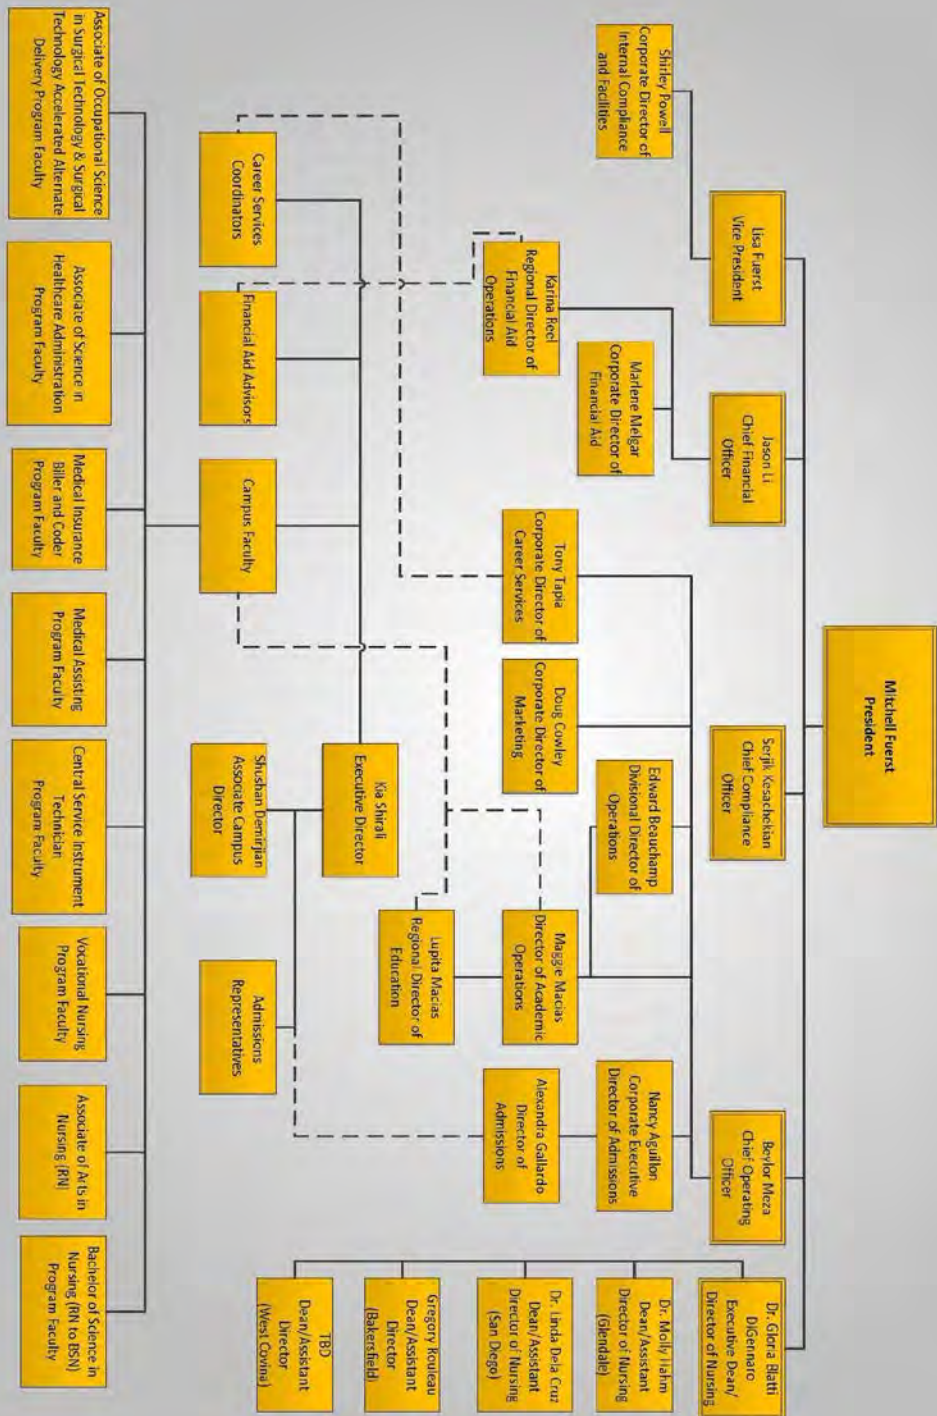 Mitchell Fuerst
President
Lisa Fuerst
Vice President
Jason Li
Chief Financial
Officer
Serjik Kesachekian
Chief Compliance
Officer
Beylor Meza
Chief Operating
Officer
Dr. Gloria Blatti
DiGennaro
Executive Dean/
Director of Nursing
Shirley Powell
Corporate Director of
Internal Compliance
and Facilities
Marlene Melgar
Corporate Director of
Financial Aid
Karina Reel
Regional Director of
Financial Aid
Operations
Edward Beauchamp
Divisional Director of
Operations
Nancy Aguillon
Corporate Executive
Director of Admissions
Dr. Molly Hahm
Dean/Assistant
Director of Nursing
(Glendale)
Tony Tapia
Corporate Director of
Career Services
Doug Cowley
Corporate Director of
Marketing
Maggie Macias
Director of Academic
Operations
Alexandra Gallardo
Director of
Admissions
Dr. Linda Dela Cruz
Dean/Assistant
Director of Nursing
(San Diego)
Lupita Macias
Regional Director of
Education
Gregory Rouleau
Dean/Assistant
Director
(Bakersfield)
Kia Shirali
Executive Director
TBD
Dean/Assistant
Director
(West Covina)
Career Services
Coordinators
Financial Aid Advisors
Campus Faculty
Shushan Demirjian
Associate Campus
Director
Admissions
Representatives
Associate of Occupational Science
in Surgical Technology & Surgical
Technology Accelerated Alternate
Delivery Program Faculty
Associate of Science in
Healthcare Administration
Program Faculty
Medical Insurance
Biller and Coder
Program Faculty
Medical Assisting
Program Faculty
Central Service Instrument
Technician
Program Faculty
Vocational Nursing
Program Faculty
Associate of Arts in
Nursing (RN)
Bachelor of Science in
Nursing (RN to BSN)
Program Faculty